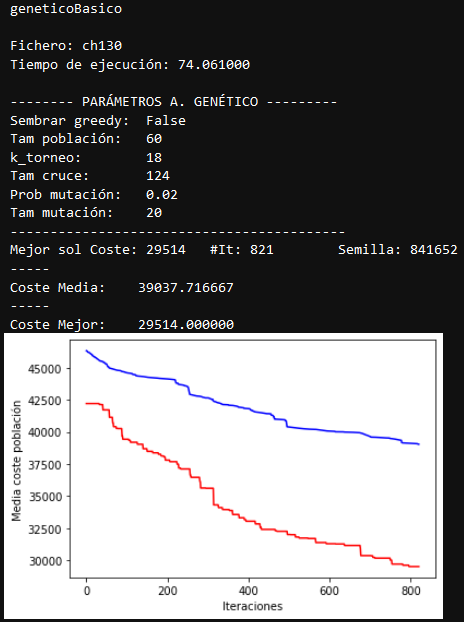 geneticoBasico
Fichero: ch130
Tiempo de ejecución: 74.061000
-------- PARÁMETROS A. GENÉTICO ---------
Sembrar greedy: False
Tam población: 60
k_torneo: 18
Tam cruce: 124
Prob mutación: 0.02
Tam mutación: 20
------------------------------------------
Mejor sol Coste: 29514 #It: 821 Semilla: 841652
-----
Coste Media: 39037.716667
-----
Coste Mejor: 29514.000000
Media coste población
45000
42500
40000
37500
35000
32500
30000
0 200 400 600 800
Iteraciones